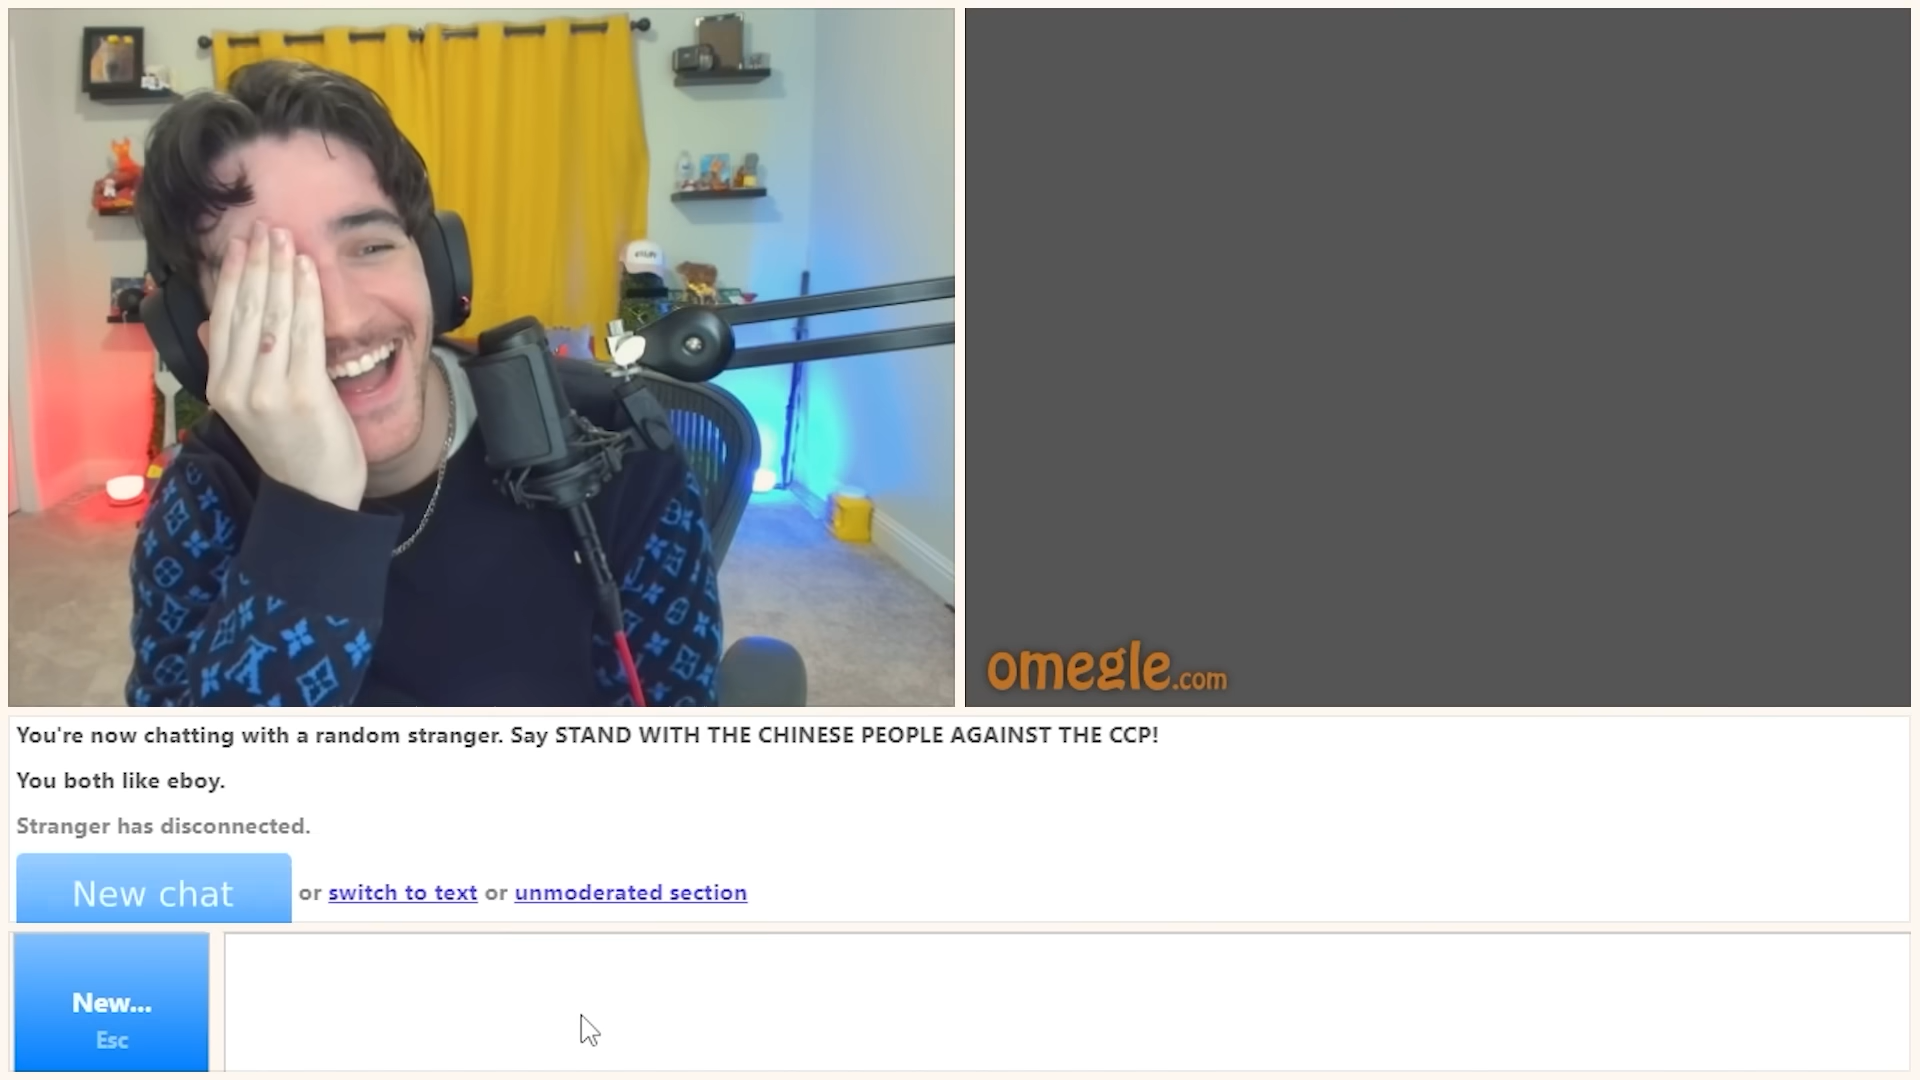 omegle.com
You're now chatting with a random stranger. Say STAND WITH THE CHINESE PEOPLE AGAINST THE CCP!
You both like eboy.
Stranger has disconnected.
New chat or switch to text or unmoderated section
New...
Esc